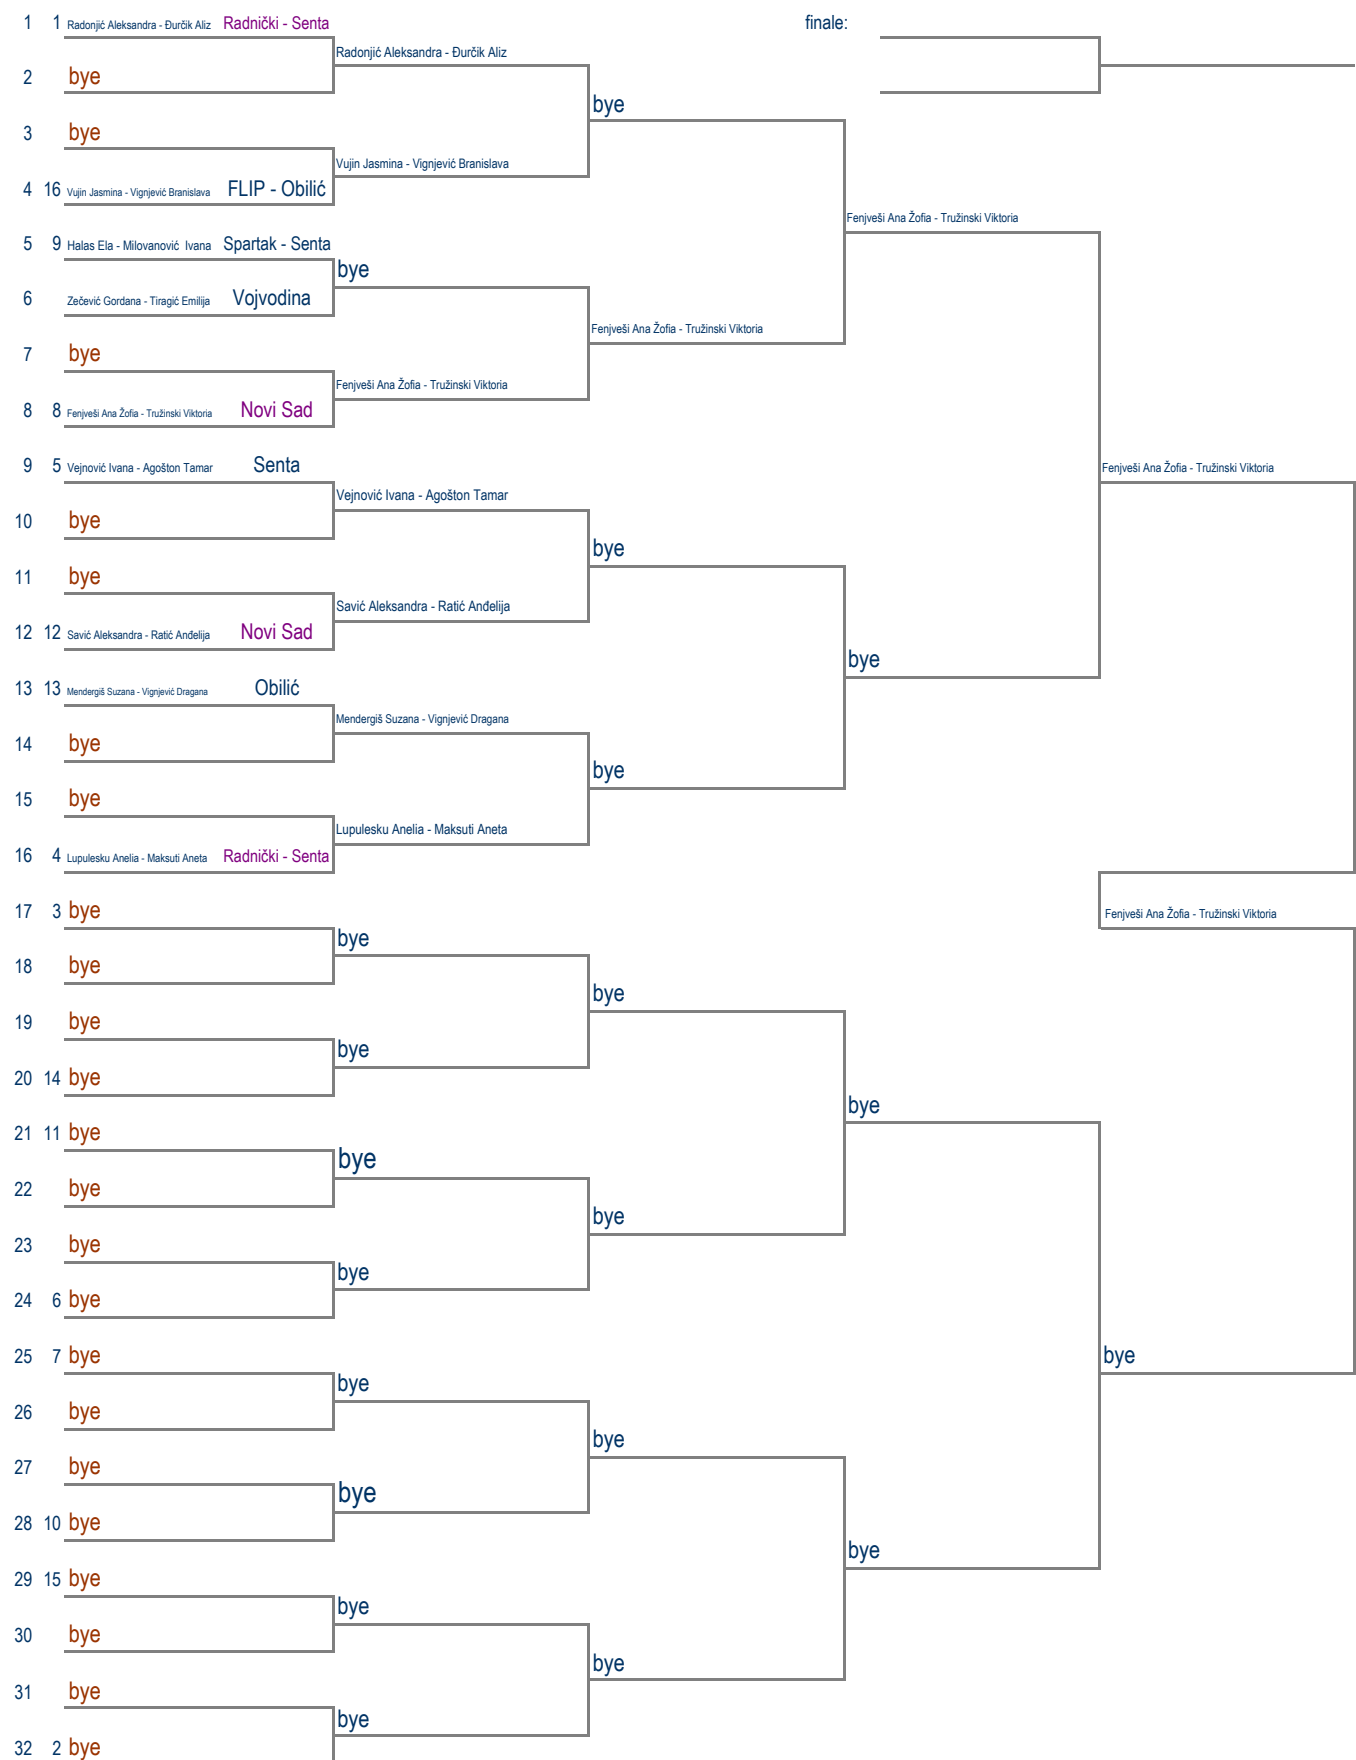 1 1 Radonjić Aleksandra - Đurčik Aliz Radnički - Senta finale:
Radonjić Aleksandra - Đurčik Aliz
2 bye
bye
3 bye
Vujin Jasmina - Vignjević Branislava
4 16 Vujin Jasmina - Vignjević Branislava FLIP - Obilić
Fenjveši Ana Žofia - Tružinski Viktoria
5 9 Halas Ela - Milovanović Ivana Spartak - Senta
bye
6 Zečević Gordana - Tiragić Emilija Vojvodina
Fenjveši Ana Žofia - Tružinski Viktoria
7 bye
Fenjveši Ana Žofia - Tružinski Viktoria
8 8 Fenjveši Ana Žofia - Tružinski Viktoria Novi Sad
9 5 Vejnović Ivana - Agošton Tamar Senta Fenjveši Ana Žofia - Tružinski Viktoria
Vejnović Ivana - Agošton Tamar
10 bye
bye
11 bye
Savić Aleksandra - Ratić Anđelija
12 12 Savić Aleksandra - Ratić Anđelija Novi Sad
bye
13 13 Mendergiš Suzana - Vignjević Dragana Obilić
Mendergiš Suzana - Vignjević Dragana
14 bye
bye
15 bye
Lupulesku Anelia - Maksuti Aneta
16 4 Lupulesku Anelia - Maksuti Aneta Radnički - Senta
17 3 bye Fenjveši Ana Žofia - Tružinski Viktoria
bye
18 bye
bye
19 bye
bye
20 14 bye
bye
21 11 bye
bye
22 bye
bye
23 bye
bye
24 6 bye
25 7 bye bye
bye
26 bye
bye
27 bye
bye
28 10 bye
bye
29 15 bye
bye
30 bye
bye
31 bye
bye
32 2 bye